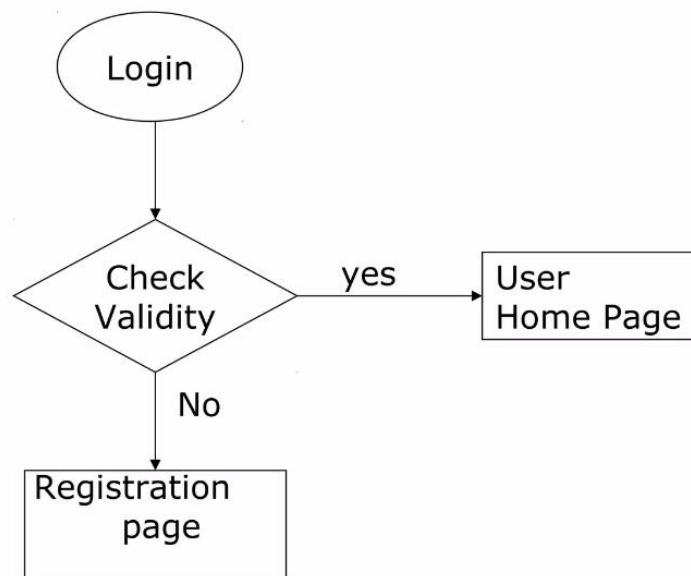 Login
Check
Validity
yes
User
Home Page
No
Registration
page